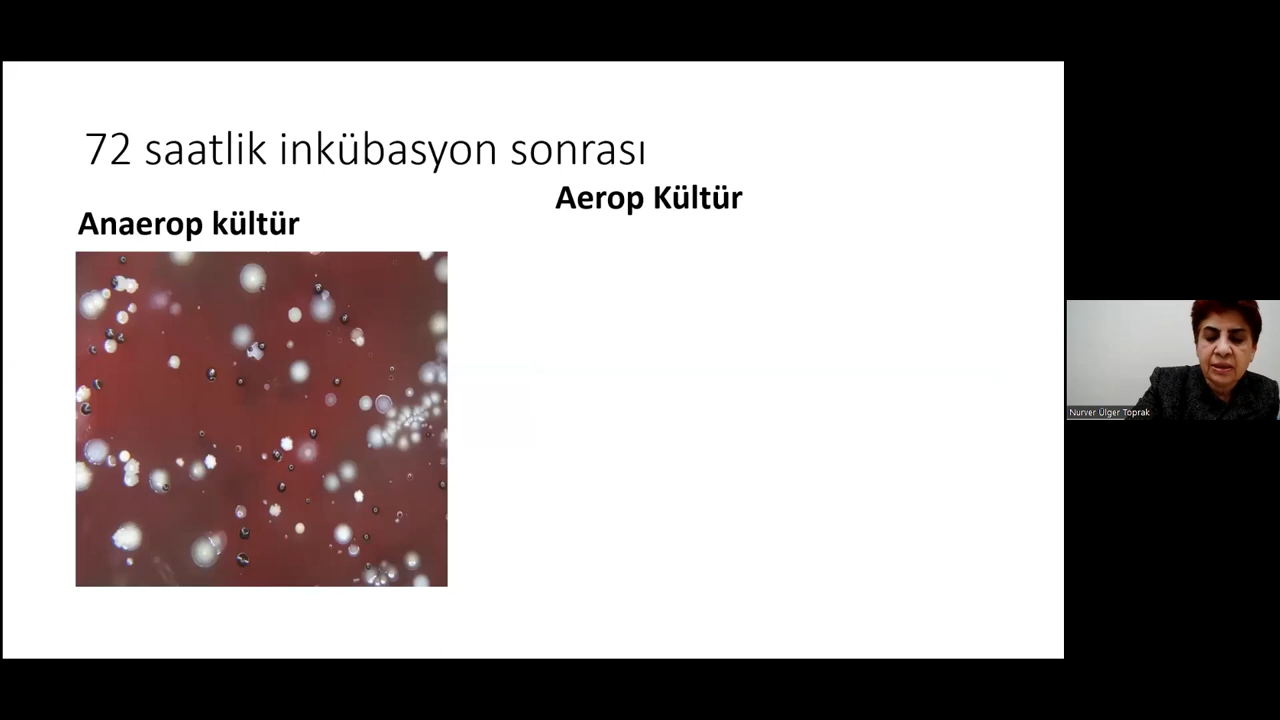 72 saatlik inkübasyon sonrası
Aerop Kültür
Anaerop kültür
Nurver Ülger Toprak